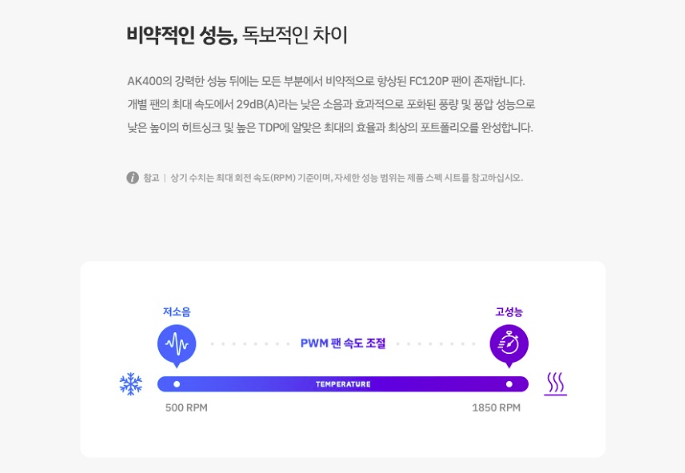 비약적인 성능, 독보적인 차이
AK400의 강력한 성능 뒤에는 모든 부분에서 비약적으로 향상된 FC120P 팬이 존재합니다.
개별 팬의 최대 속도에서 29dB(A)라는 낮은 소음과 효과적으로 포화된 풍량 및 풍압 성능으로
낮은 높이의 히트싱크 및 높은 TDP에 알맞은 최대의 효율과 최상의 포트폴리오를 완성합니다.
i 참고 | 상기 수치는 최대 회전 속도(RPM) 기준이며, 자세한 성능 범위는 제품 스펙 시트를 참고하십시오.
저소음
고성능
PWM 팬 속도 조절
TEMPERATURE
500 RPM
1850 RPM